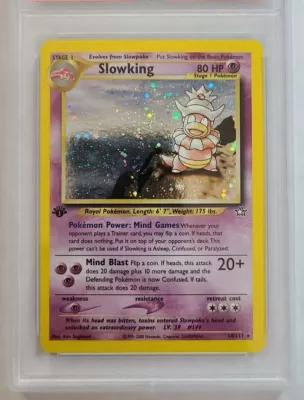 STAGE 1 Evolves from Slowpoke Put Slowking on the Basic Pokémon
Slowking 80 HP
Stage 1 Pokémon
Royal Pokémon. Length: 6' 7", Weight: 175 lbs.
Pokémon Power: Mind Games Whenever your
opponent plays a Trainer card, you may flip a coin. If heads, that
card does nothing. Put it on top of your opponent's deck. This
power can't be used if Slowking is Asleep, Confused, or Paralyzed.
Mind Blast Flip a coin. If heads, this
attack does 20 damage plus 10 more damage and the
Defending Pokémon is now Confused. If tails, this
attack does 20 damage.
20+
weakness resistance retreat cost
When its head was bitten, toxins entered Slowpoke's head and
unlocked an extraordinary power. LV. 29 #199
14/111